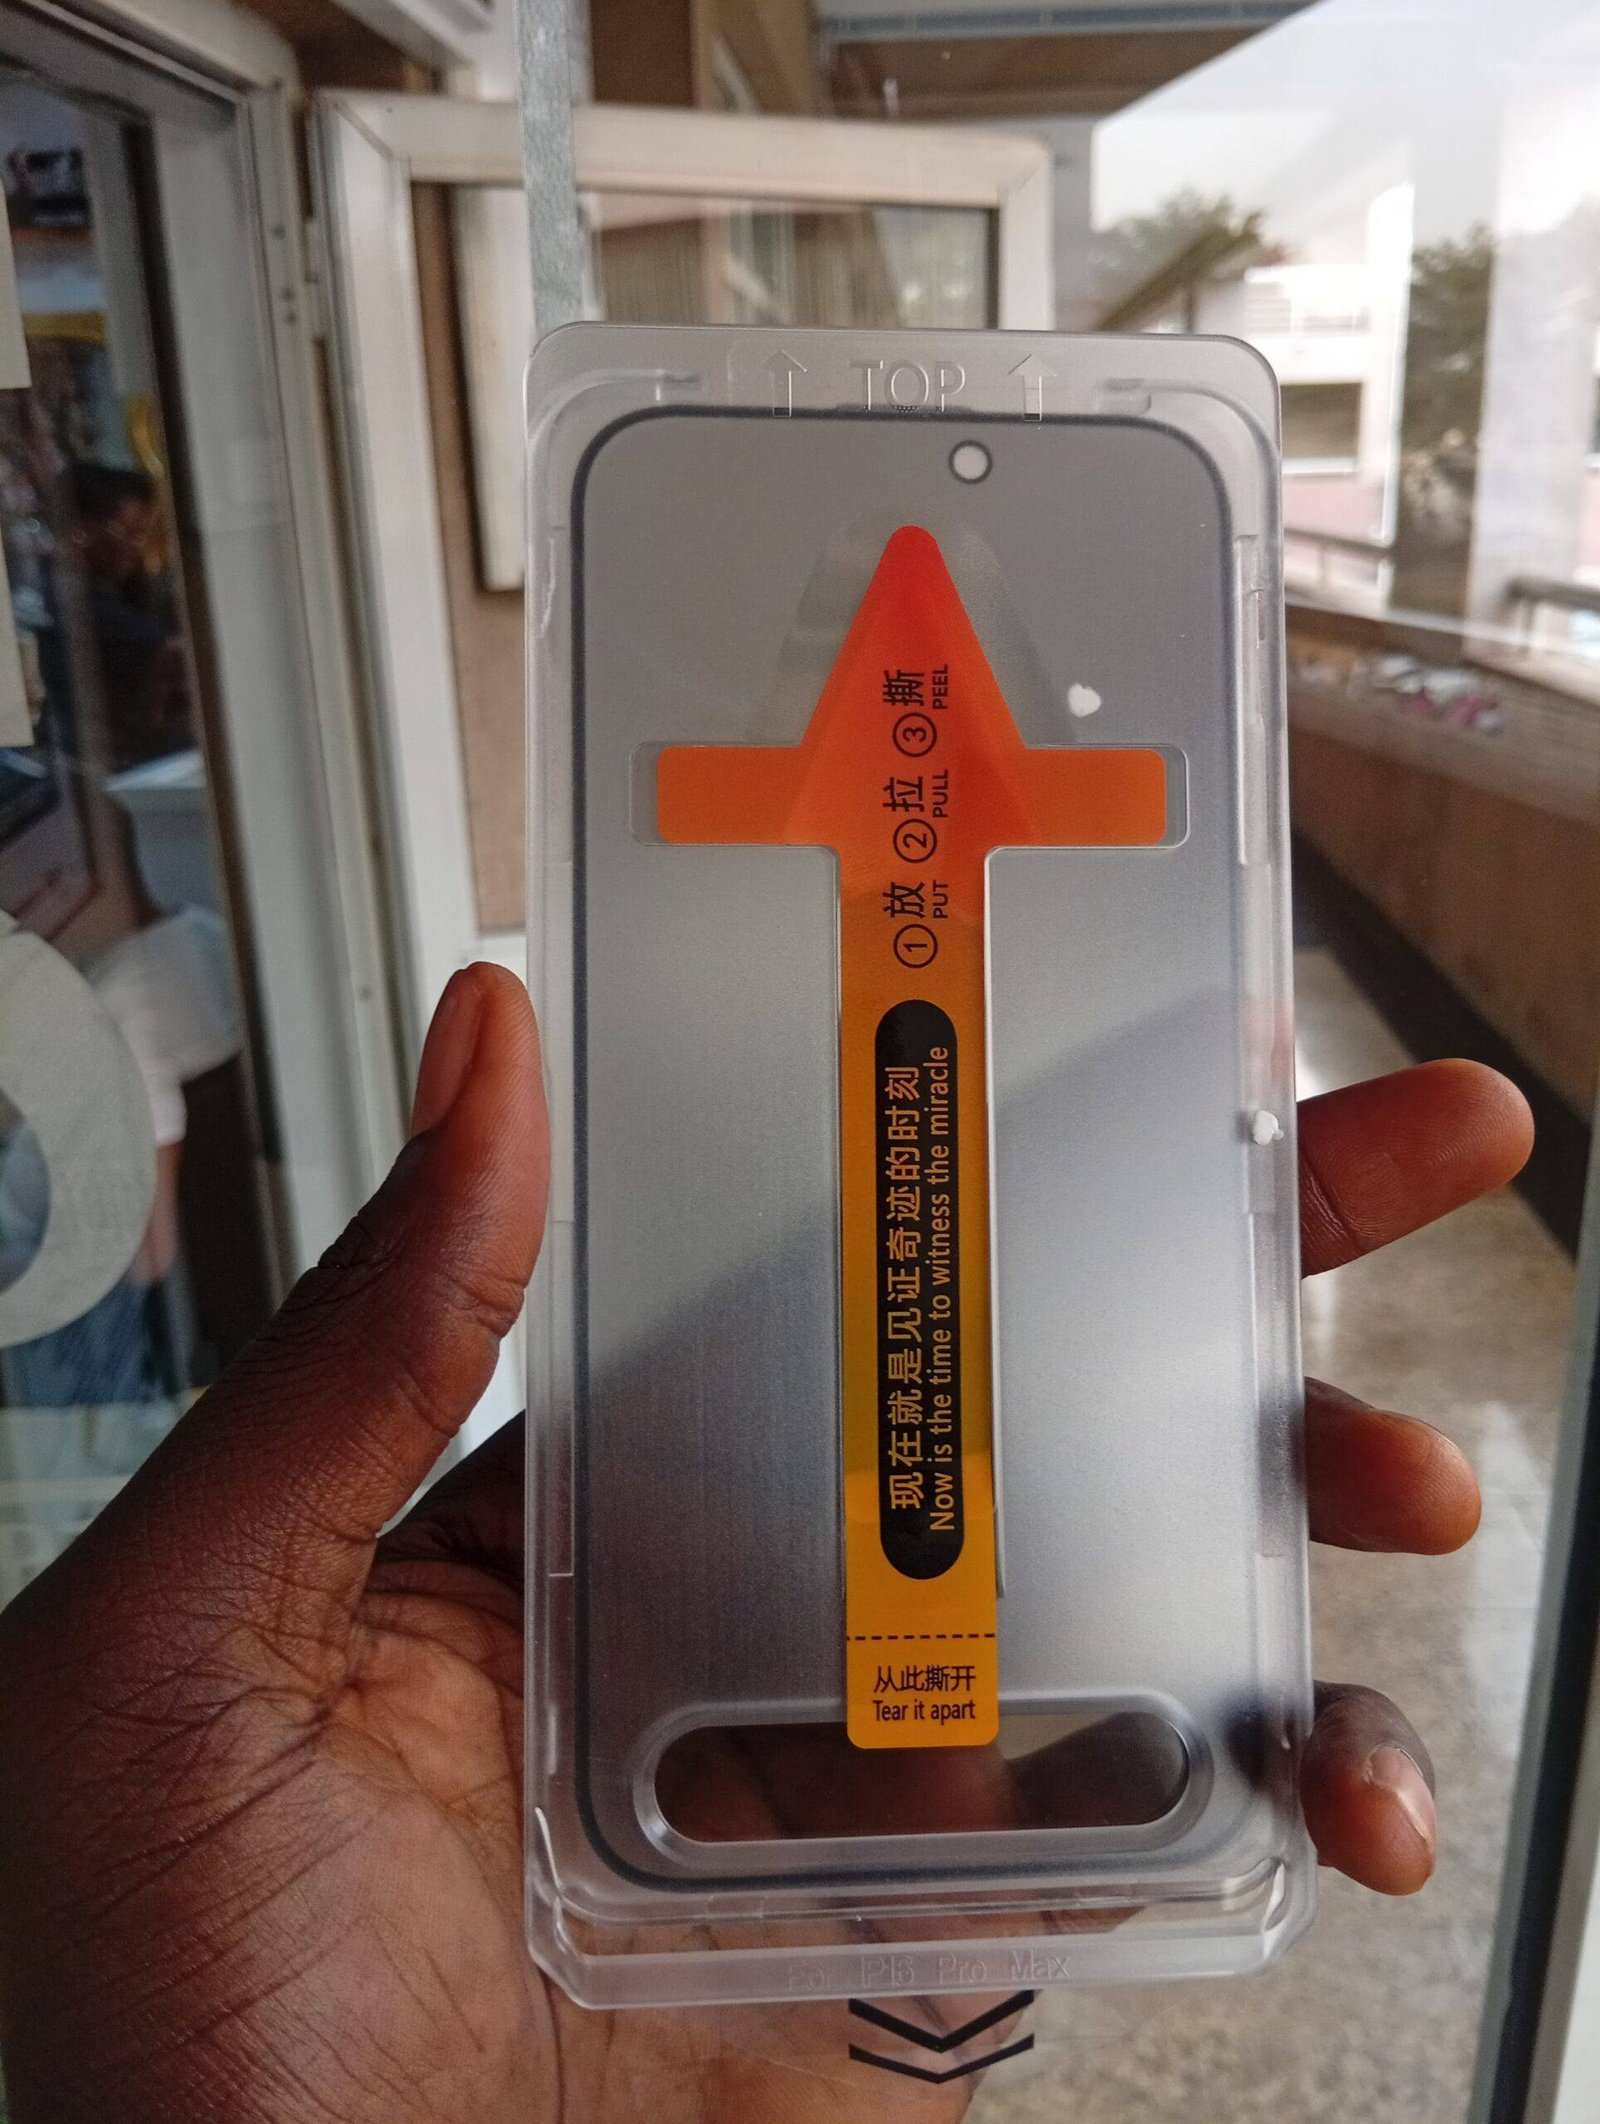 TOP
①放 ②拉 ③撕
PUT PULL PEEL
现在就是见证奇迹的时刻
Now is the time to witness the miracle
从此撕开
Tear it apart
For IP16 Pro Max